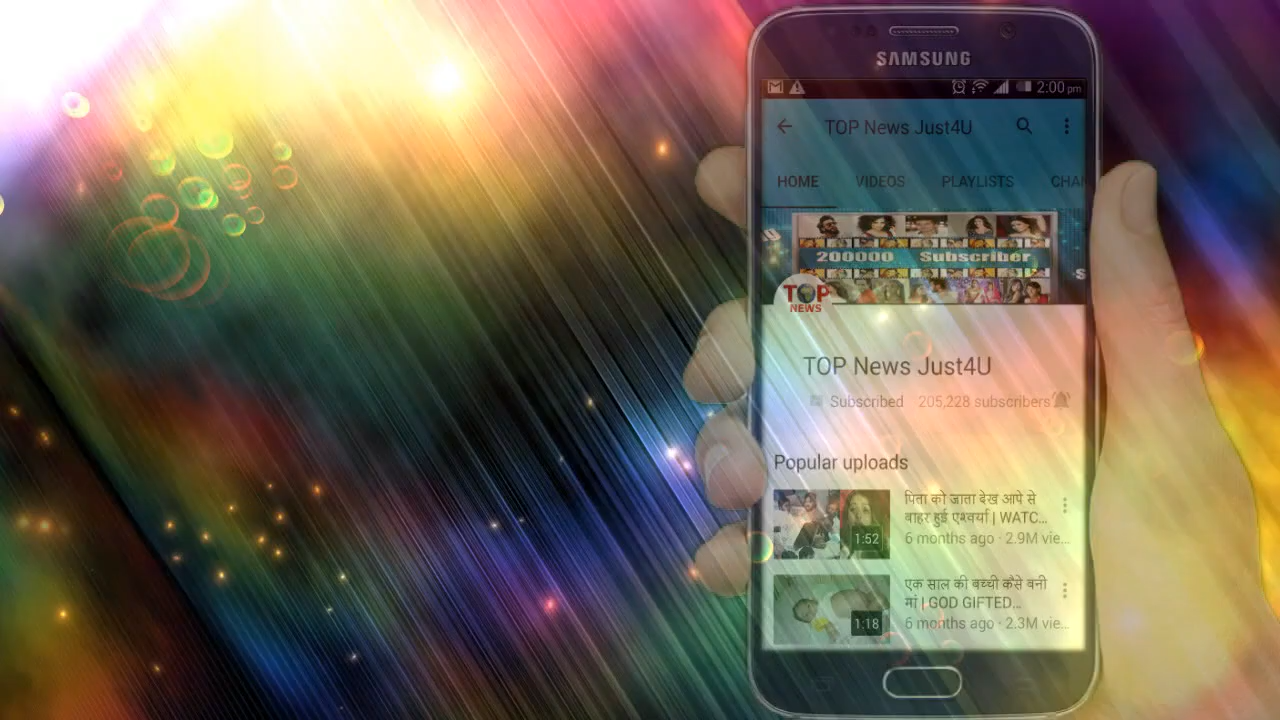 SAMSUNG
2:00 pm
TOP News Just4U
HOME VIDEOS PLAYLISTS CHA
200000 Subscriber
TOP
NEWS
TOP News Just4U
Subscribed 205,228 subscribers
Popular uploads
पिता को जाता देख आपे से
बाहर हुई एश्वर्या | WATC...
1:52
6 months ago · 2.9M vie...
एक साल की बच्ची कैसे बनी
मां | GOD GIFTED...
1:18
6 months ago · 2.3M vie...